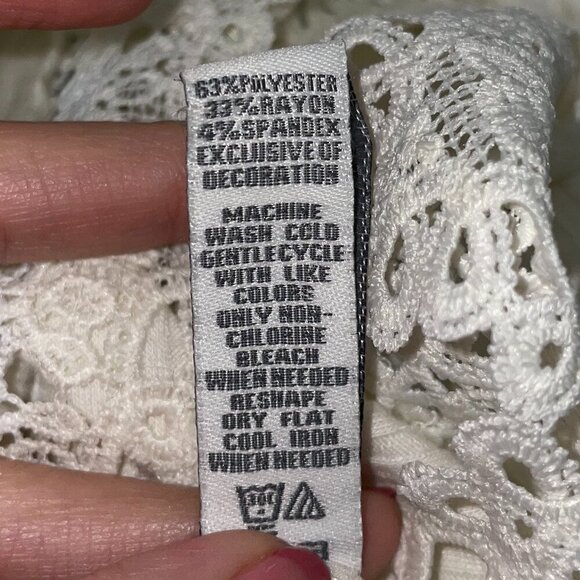 63%POLYESTER
33%RAYON
4%SPANDEX
EXCLUSIVE OF
DECORATION
MACHINE
WASH COLD
GENTLECYCLE
WITH LIKE
COLORS
ONLY NON-
CHLORINE
BLEACH
WHEN NEEDED
RESHAPE
DRY FLAT
COOL IRON
WHEN NEEDED